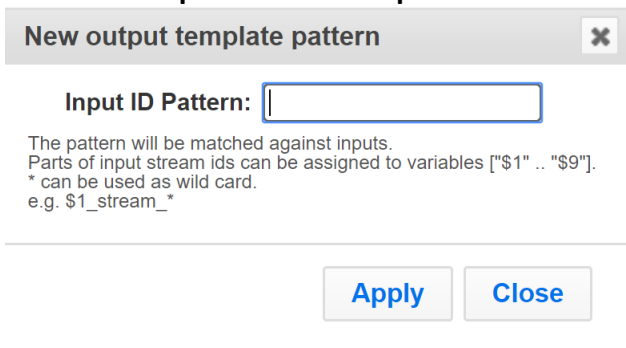 New output template pattern
Input ID Pattern:
The pattern will be matched against inputs.
Parts of input stream ids can be assigned to variables ["$1" .. "$9"].
* can be used as wild card.
e.g. $1_stream_*
Apply Close